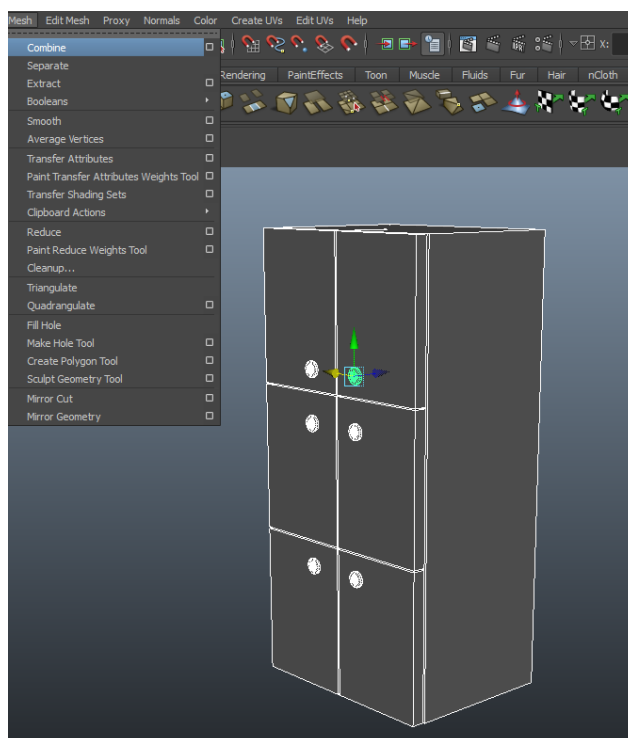 Mesh Edit Mesh Proxy Normals Color Create UVs Edit UVs Help
X:
Rendering PaintEffects Toon Muscle Fluids Fur Hair nCloth
Combine
Separate
Extract
Booleans
Smooth
Average Vertices
Transfer Attributes
Paint Transfer Attributes Weights Tool
Transfer Shading Sets
Clipboard Actions
Reduce
Paint Reduce Weights Tool
Cleanup...
Triangulate
Quadrangulate
Fill Hole
Make Hole Tool
Create Polygon Tool
Sculpt Geometry Tool
Mirror Cut
Mirror Geometry